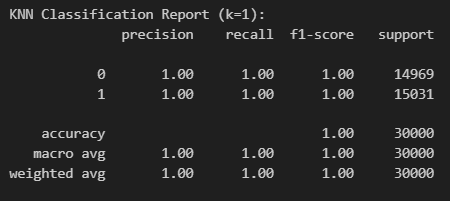 KNN Classification Report (k=1):
precision recall f1-score support
0 1.00 1.00 1.00 14969
1 1.00 1.00 1.00 15031
accuracy 1.00 30000
macro avg 1.00 1.00 1.00 30000
weighted avg 1.00 1.00 1.00 30000